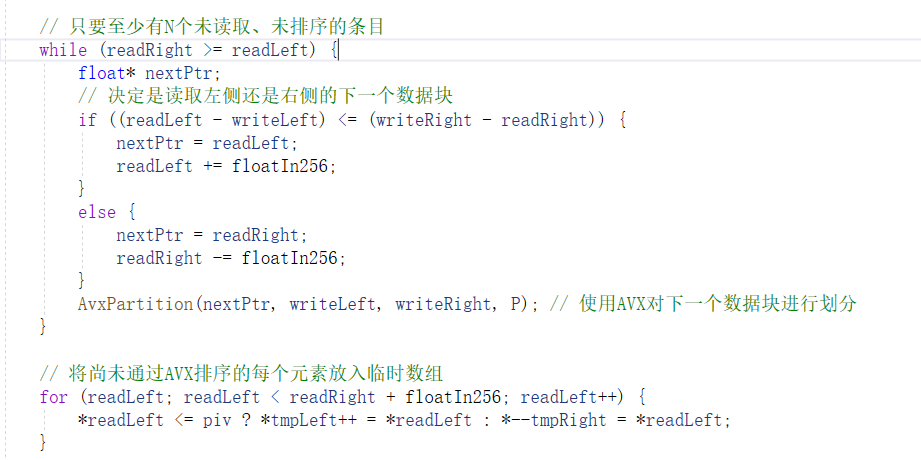 // 只要至少有N个未读取、未排序的条目
while (readRight >= readLeft) {
float* nextPtr;
// 决定是读取左侧还是右侧的下一个数据块
if ((readLeft - writeLeft) <= (writeRight - readRight)) {
nextPtr = readLeft;
readLeft += floatIn256;
}
else {
nextPtr = readRight;
readRight -= floatIn256;
}
AvxPartition(nextPtr, writeLeft, writeRight, P); // 使用AVX对下一个数据块进行划分
}
// 将尚未通过AVX排序的每个元素放入临时数组
for (readLeft; readLeft < readRight + floatIn256; readLeft++) {
*readLeft <= piv ? *tmpLeft++ = *readLeft : *--tmpRight = *readLeft;
}